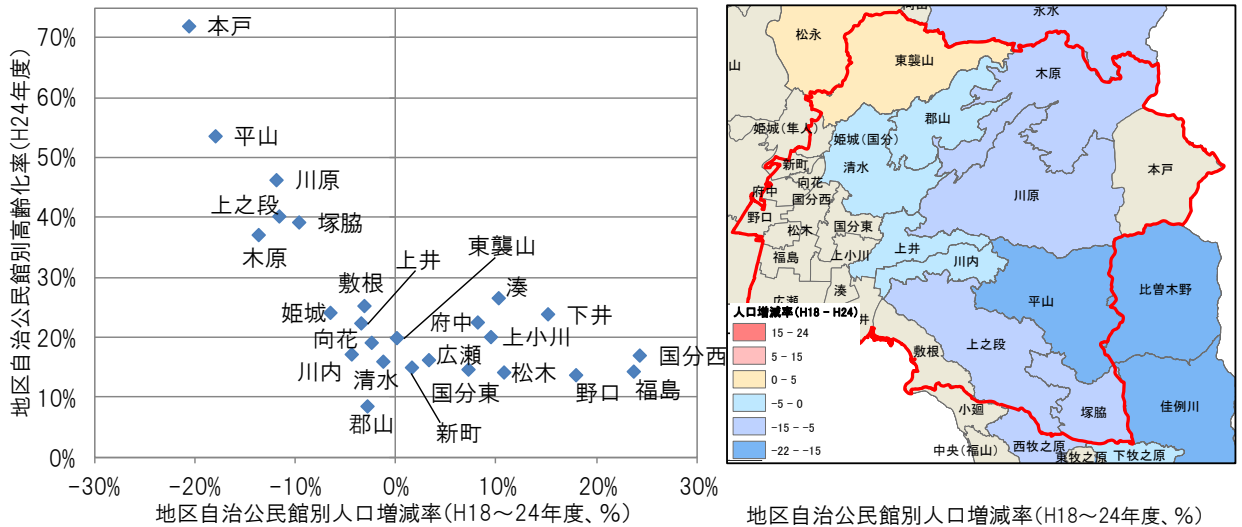 地区自治公民館別高齢化率(H24年度)
70%
60%
50%
40%
30%
20%
10%
0%
-30%
-20%
-10%
0%
10%
20%
30%
本戸
平山
川原
上之段
塚脇
木原
上井
東襲山
敷根
湊
姫城
下井
府中
向花
上小川
川内
広瀬
国分西
清水
松木
国分東
野口
福島
郡山
新町
地区自治公民館別人口増減率(H18～24年度、%)
永水
松永
東襲山
山
木原
郡山
姫城(隼人)
姫城(国分)
新町
清水
本戸
向花
府中
国分西
川原
野口
国分東
松木
上井
上小川
福島
川内
広瀬
湊
比曽木野
平山
井
人口増減率(H18 - H24)
15 - 24
5 - 15
0 - 5
-5 - 0
-15 - -5
-22 - -15
上之段
敷根
小廻
塚脇
佳例川
中央(福山)
西牧之原
東牧之原
下牧之原
地区自治公民館別人口増減率(H18～24年度、%)